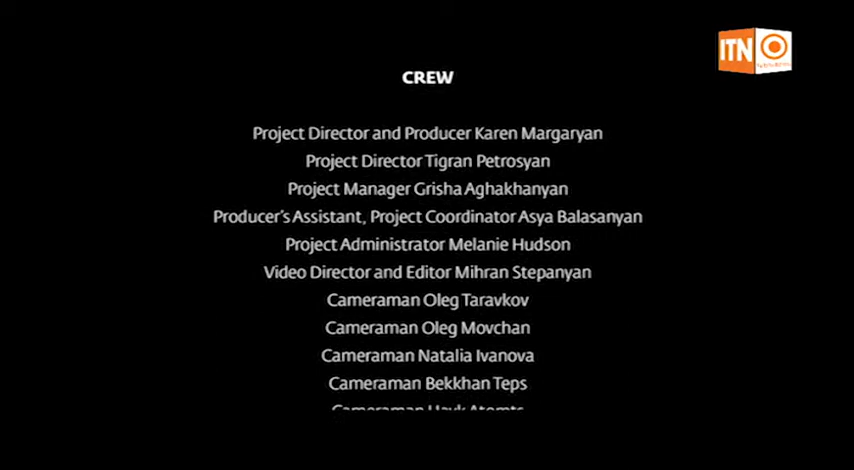 ITN
CREW
Project Director and Producer Karen Margaryan
Project Director Tigran Petrosyan
Project Manager Grisha Aghakhanyan
Producer's Assistant, Project Coordinator Asya Balasanyan
Project Administrator Melanie Hudson
Video Director and Editor Mihran Stepanyan
Cameraman Oleg Taravkov
Cameraman Oleg Movchan
Cameraman Natalia Ivanova
Cameraman Bekkhan Teps
Cameraman Hayk